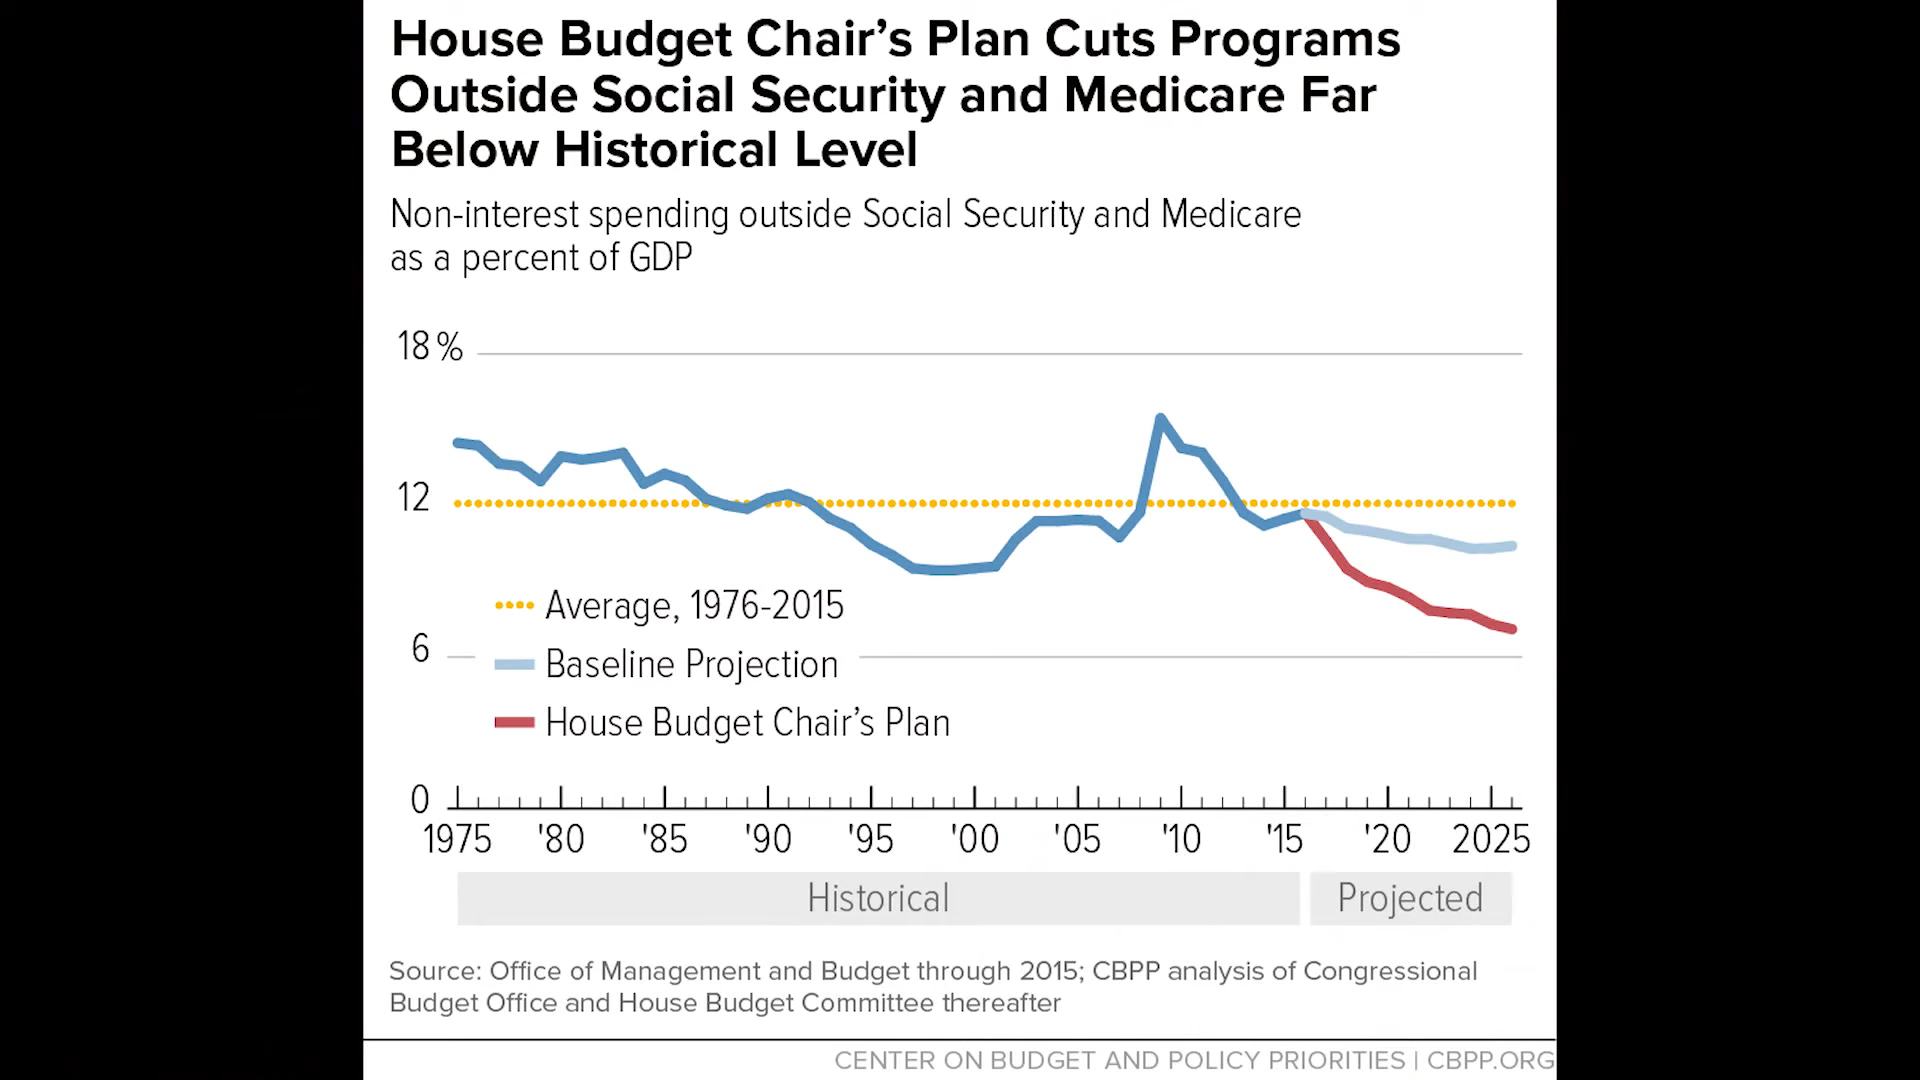 House Budget Chair’s Plan Cuts Programs
Outside Social Security and Medicare Far
Below Historical Level
Non-interest spending outside Social Security and Medicare
as a percent of GDP
18%
12
Average, 1976-2015
6
Baseline Projection
House Budget Chair’s Plan
0
1975 '80 '85 '90 '95 '00 '05 '10 '15 '20 2025
Historical Projected
Source: Office of Management and Budget through 2015; CBPP analysis of Congressional
Budget Office and House Budget Committee thereafter
CENTER ON BUDGET AND POLICY PRIORITIES | CBPP.ORG